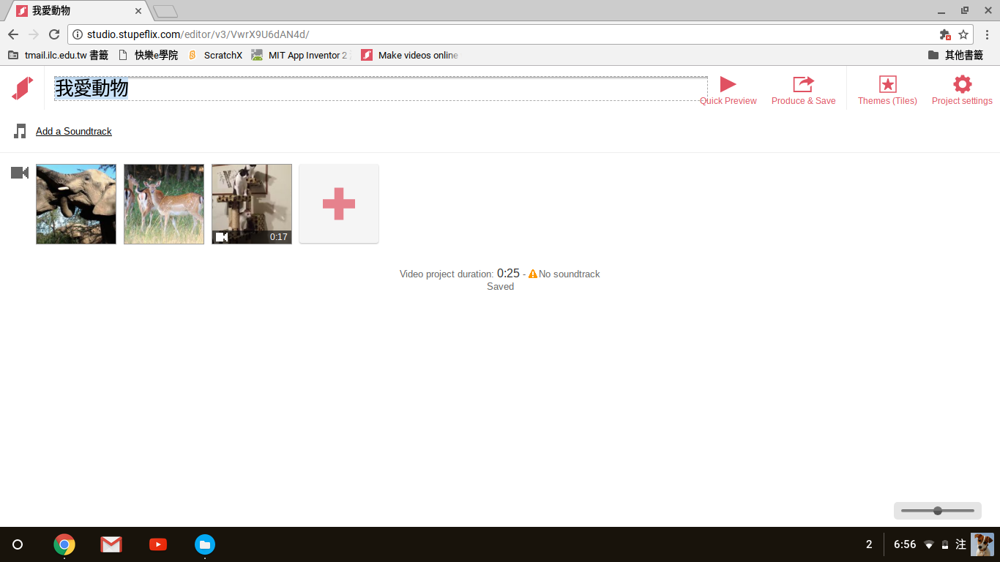 我愛動物
studio.stupeflix.com/editor/v3/VwrX9U6dAN4d/
tmail.ilc.edu.tw 書籤 快樂e學院 ScratchX MIT App Inventor 2 Make videos online 其他書籤
我愛動物
Quick Preview Produce & Save Themes (Tiles) Project settings
Add a Soundtrack
0:17
Video project duration: 0:25 - No soundtrack
Saved
2 6:56 注